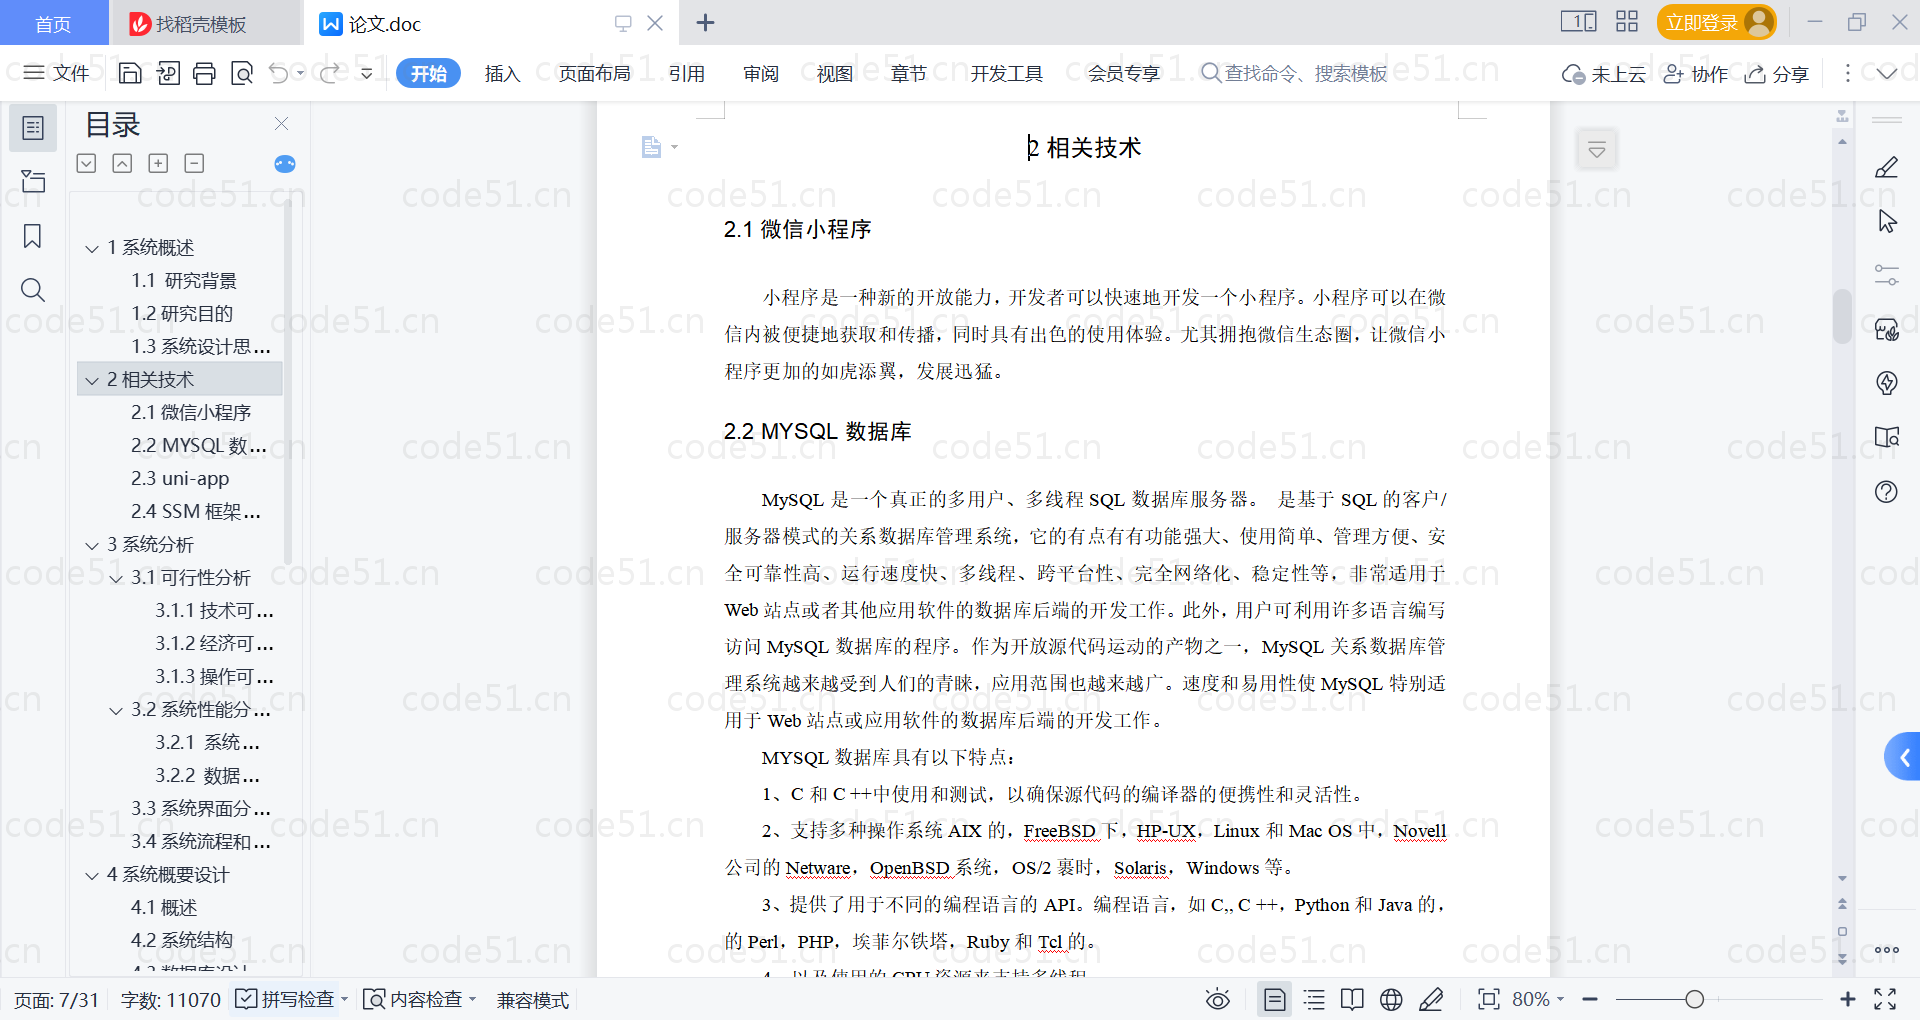 首页
找稻壳模板
论文.doc
文件
开始
插入
页面布局
引用
审阅
视图
章节
开发工具
会员专享
查找命令、搜索模板
未上云
协作
分享
目录
1 系统概述
1.1 研究背景
1.2 研究目的
1.3 系统设计思...
2 相关技术
2.1 微信小程序
2.2 MYSQL 数...
2.3 uni-app
2.4 SSM 框架...
3 系统分析
3.1 可行性分析
3.1.1 技术可...
3.1.2 经济可...
3.1.3 操作可...
3.2 系统性能分...
3.2.1 系统...
3.2.2 数据...
3.3 系统界面分...
3.4 系统流程和...
4 系统概要设计
4.1 概述
4.2 系统结构
4.3 数据库设计
2 相关技术
2.1 微信小程序
小程序是一种新的开放能力，开发者可以快速地开发一个小程序。小程序可以在微
信内被便捷地获取和传播，同时具有出色的使用体验。尤其拥抱微信生态圈，让微信小
程序更加的如虎添翼，发展迅猛。
2.2 MYSQL 数据库
MySQL 是一个真正的多用户、多线程 SQL 数据库服务器。 是基于 SQL 的客户/
服务器模式的关系数据库管理系统，它的有点有有功能强大、使用简单、管理方便、安
全可靠性高、运行速度快、多线程、跨平台性、完全网络化、稳定性等，非常适用于
Web 站点或者其他应用软件的数据库后端的开发工作。此外，用户可利用许多语言编写
访问 MySQL 数据库的程序。作为开放源代码运动的产物之一，MySQL 关系数据库管
理系统越来越受到人们的青睐，应用范围也越来越广。速度和易用性使 MySQL 特别适
用于 Web 站点或应用软件的数据库后端的开发工作。
MYSQL 数据库具有以下特点：
1、C 和 C ++中使用和测试，以确保源代码的编译器的便携性和灵活性。
2、支持多种操作系统 AIX 的，FreeBSD 下，HP-UX，Linux 和 Mac OS 中，Novell
公司的 Netware，OpenBSD 系统，OS/2 裹时，Solaris，Windows 等。
3、提供了用于不同的编程语言的 API。编程语言，如 C,, C ++，Python 和 Java 的，
的 Perl，PHP，埃菲尔铁塔，Ruby 和 Tcl 的。
4、以及使用的 CPU 资源来支持多线程
页面: 7/31
字数: 11070
拼写检查
内容检查
兼容模式
80%
code51.cn